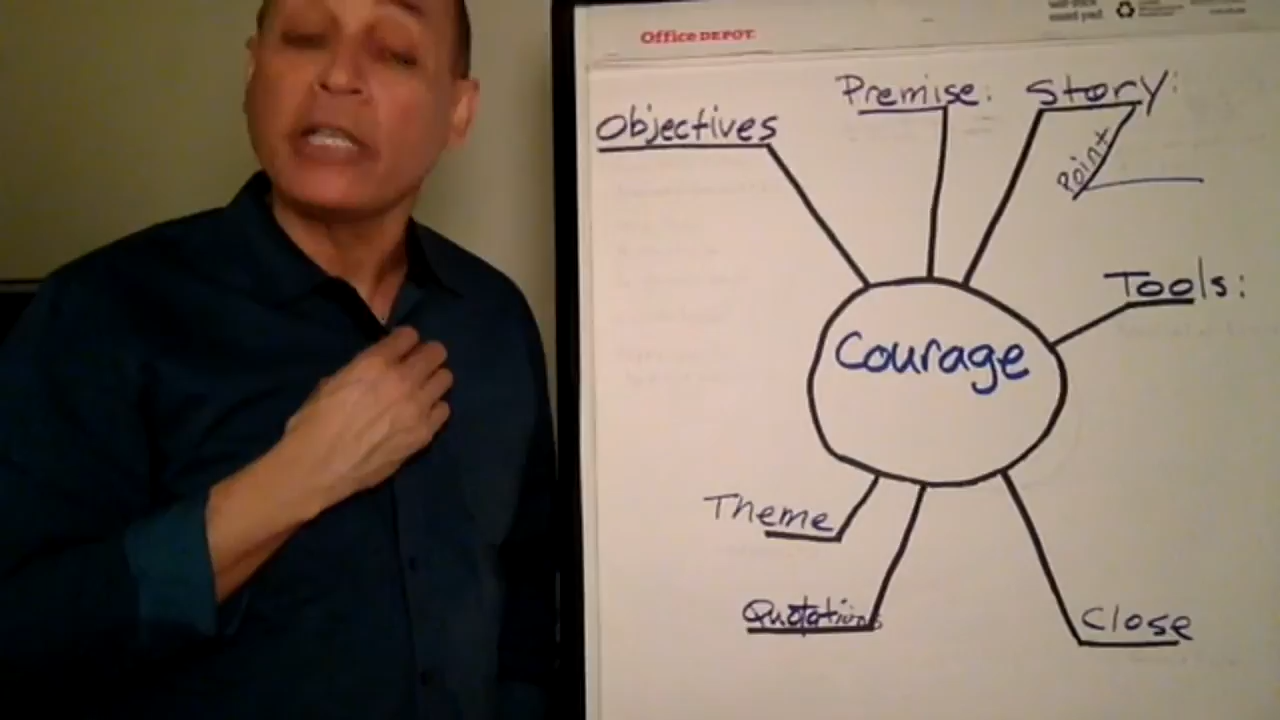 Office DEPOT
Premise:
Story:
Objectives
Point
Tools:
Courage
Theme
Quotations
Close